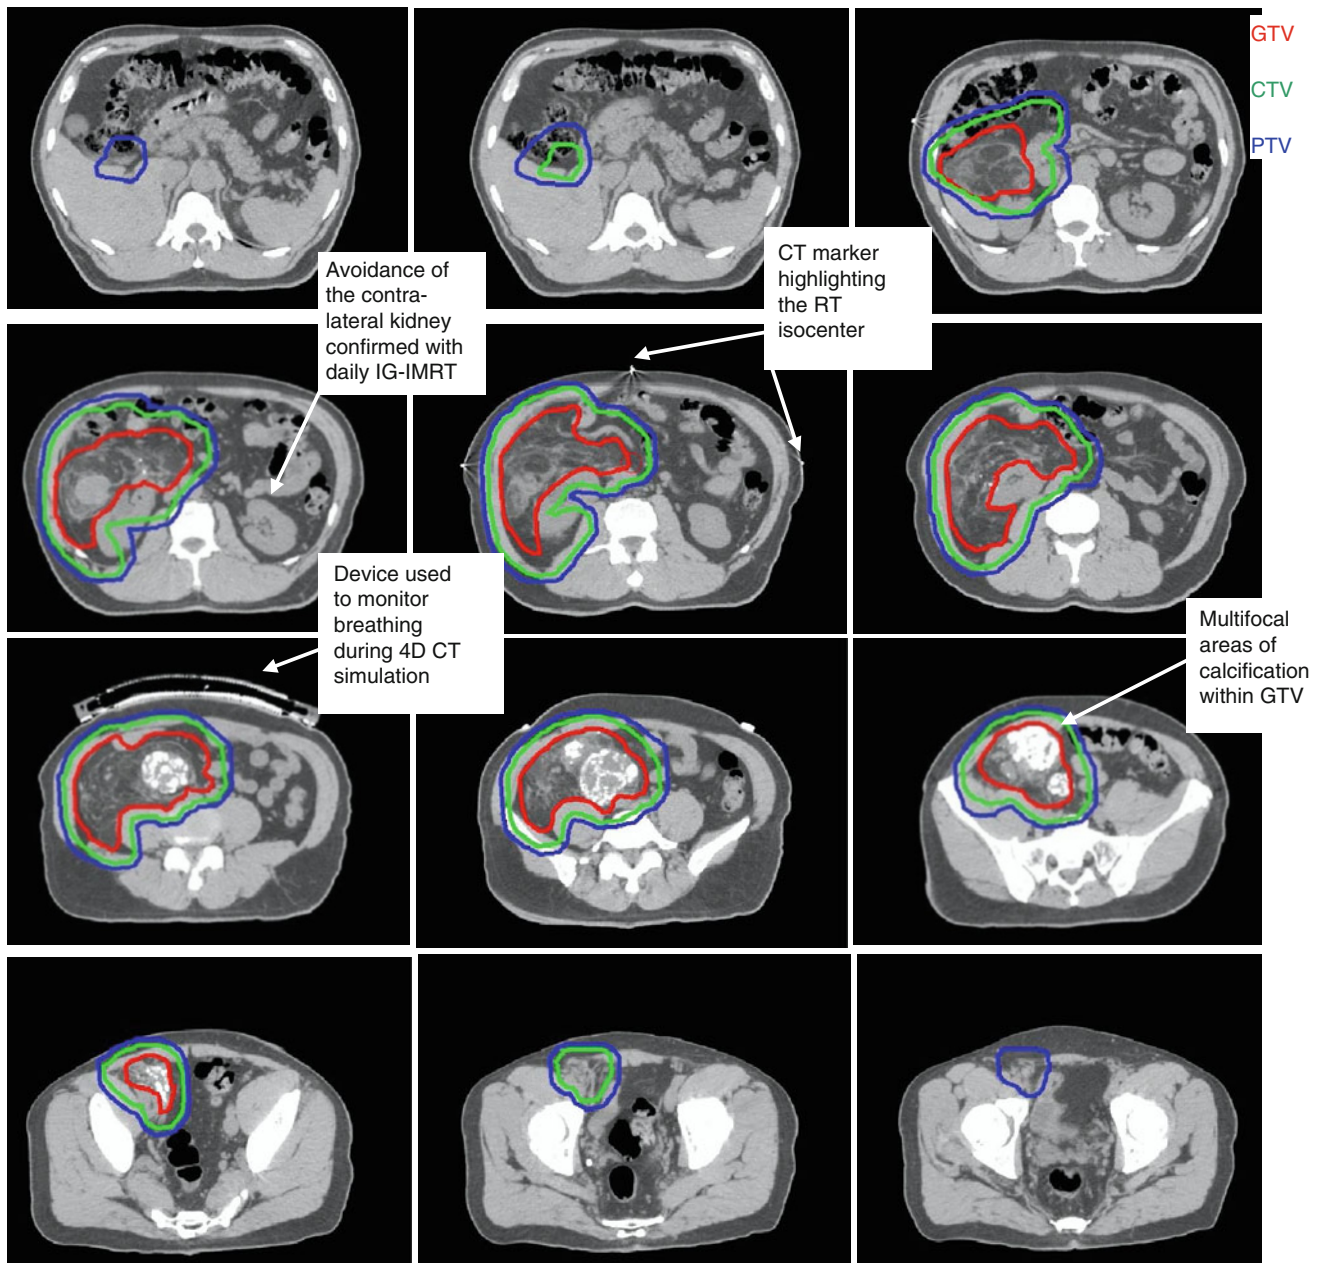 GTV
CTV
PTV
Avoidance of
the contra-
lateral kidney
confirmed with
daily IG-IMRT
CT marker
highlighting
the RT
isocenter
Device used
to monitor
breathing
during 4D CT
simulation
Multifocal
areas of
calcification
within GTV